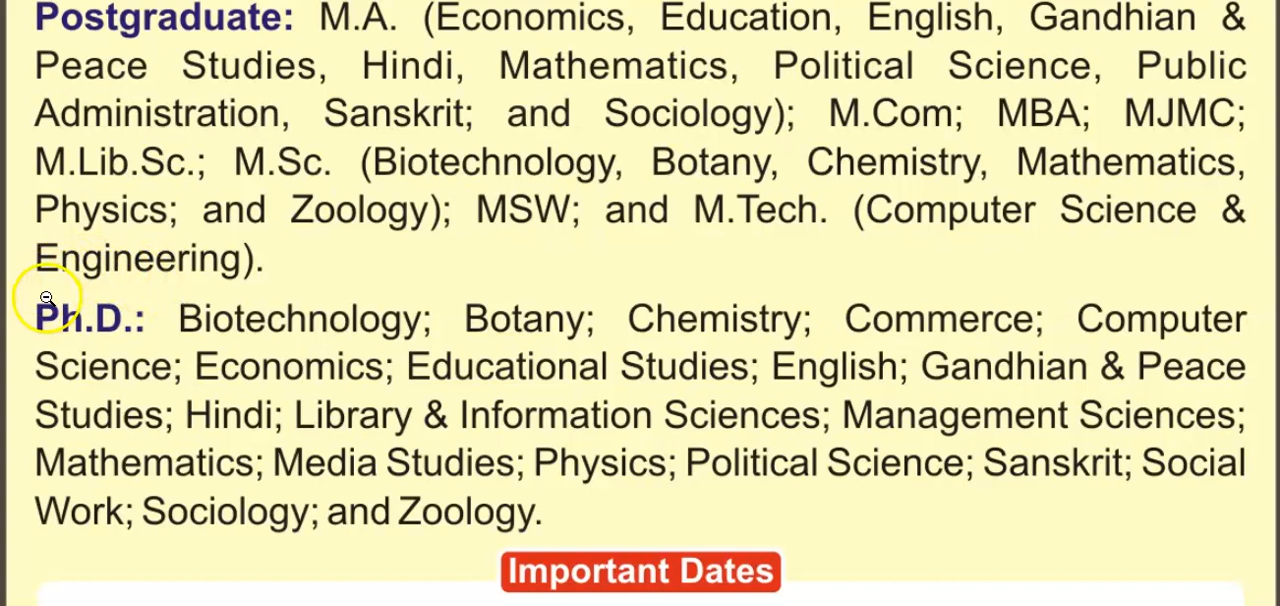 Postgraduate: M.A. (Economics, Education, English, Gandhian &
Peace Studies, Hindi, Mathematics, Political Science, Public
Administration, Sanskrit; and Sociology); M.Com; MBA; MJMC;
M.Lib.Sc.; M.Sc. (Biotechnology, Botany, Chemistry, Mathematics,
Physics; and Zoology); MSW; and M.Tech. (Computer Science &
Engineering).
Ph.D.: Biotechnology; Botany; Chemistry; Commerce; Computer
Science; Economics; Educational Studies; English; Gandhian & Peace
Studies; Hindi; Library & Information Sciences; Management Sciences;
Mathematics; Media Studies; Physics; Political Science; Sanskrit; Social
Work; Sociology; and Zoology.
Important Dates